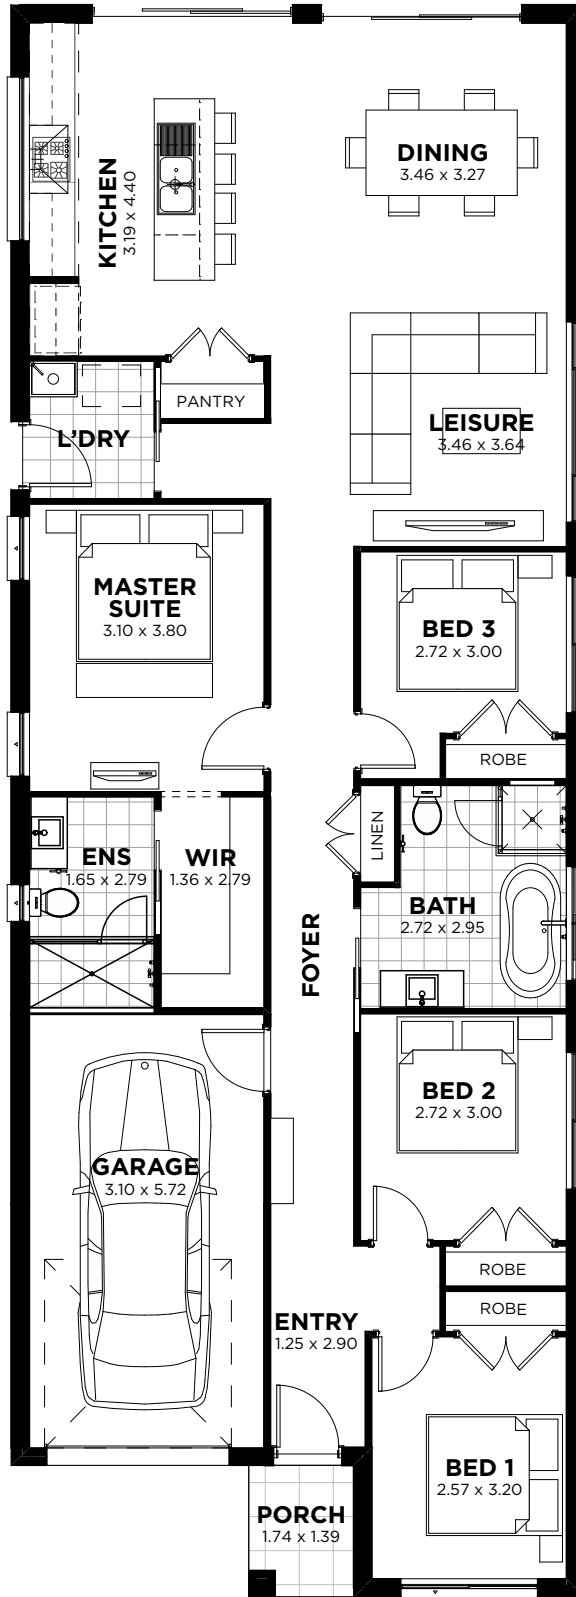 KITCHEN
3.19 x 4.40
DINING
3.46 x 3.27
PANTRY
L'DRY
LEISURE
3.46 x 3.64
MASTER
SUITE
3.10 x 3.80
BED 3
2.72 x 3.00
ROBE
LINEN
ENS
1.65 x 2.79
WIR
1.36 x 2.79
BATH
2.72 x 2.95
FOYER
BED 2
2.72 x 3.00
GARAGE
3.10 x 5.72
ROBE
ROBE
ENTRY
1.25 x 2.90
BED 1
2.57 x 3.20
PORCH
1.74 x 1.39